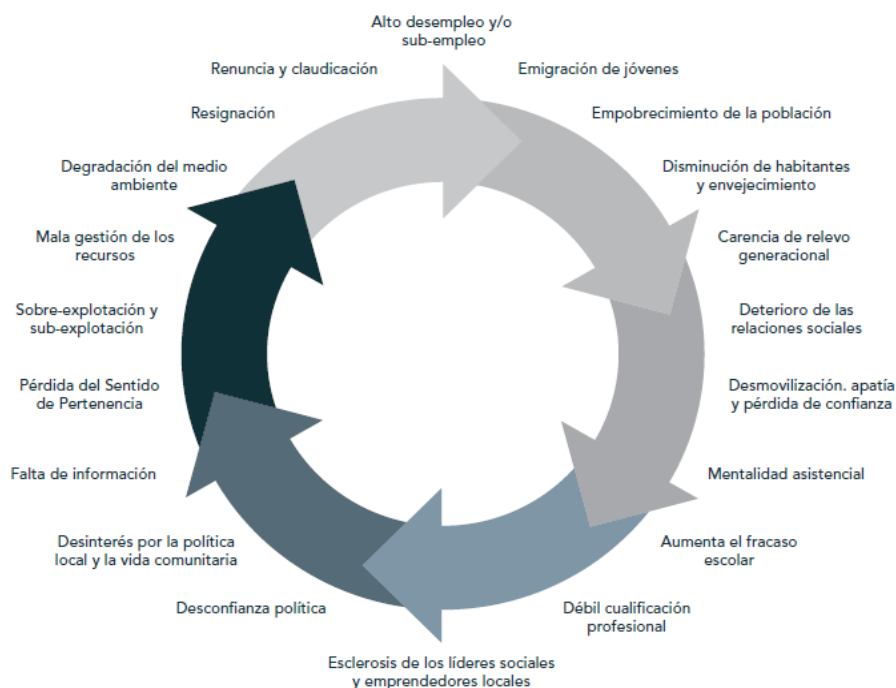 Alto desempleo y/o
sub-empleo
Emigración de jóvenes
Empobrecimiento de la población
Disminución de habitantes
y envejecimiento
Carencia de relevo
generacional
Deterioro de las
relaciones sociales
Desmovilización. apatía
y pérdida de confianza
Mentalidad asistencial
Aumenta el fracaso
escolar
Débil cualificación
profesional
Esclerosis de los líderes sociales
y emprendedores locales
Desconfianza política
Desinterés por la política
local y la vida comunitaria
Falta de información
Pérdida del Sentido
de Pertenencia
Sobre-explotación y
sub-explotación
Mala gestión de los
recursos
Degradación del medio
ambiente
Resignación
Renuncia y claudicación